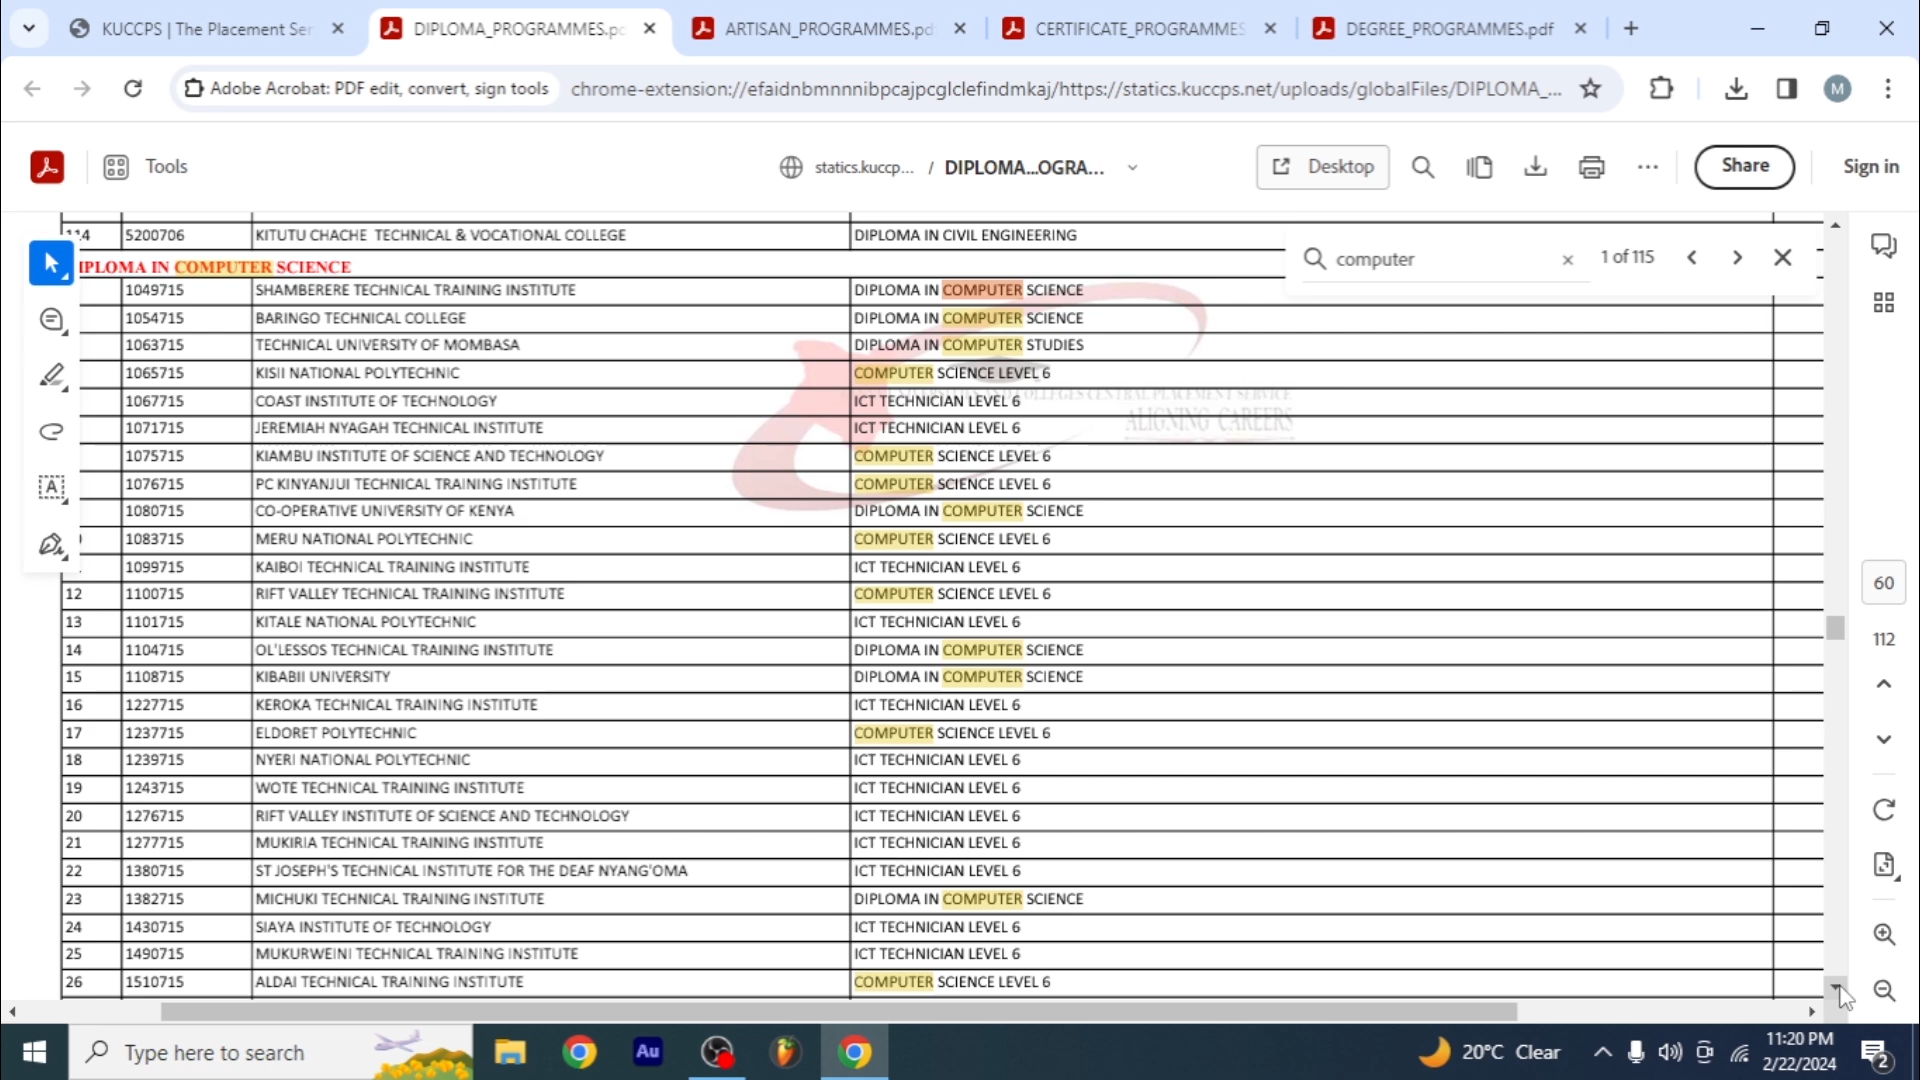 KUCCPS | The Placement Ser
DIPLOMA_PROGRAMMES.pd
ARTISAN_PROGRAMMES.pd
CERTIFICATE_PROGRAMMES
DEGREE_PROGRAMMES.pdf
Adobe Acrobat: PDF edit, convert, sign tools chrome-extension://efaidnbmnnnibpcajpcglclefindmkaj/https://statics.kuccps.net/uploads/globalFiles/DIPLOMA_... M
Tools statics.kuccp... / DIPLOMA...OGRA... Desktop Share Sign in
114 5200706 KITUTU CHACHE TECHNICAL & VOCATIONAL COLLEGE DIPLOMA IN CIVIL ENGINEERING
computer 1 of 115
IPLOMA IN COMPUTER SCIENCE
1049715 SHAMBERERE TECHNICAL TRAINING INSTITUTE DIPLOMA IN COMPUTER SCIENCE
1054715 BARINGO TECHNICAL COLLEGE DIPLOMA IN COMPUTER SCIENCE
1063715 TECHNICAL UNIVERSITY OF MOMBASA DIPLOMA IN COMPUTER STUDIES
1065715 KISII NATIONAL POLYTECHNIC COMPUTER SCIENCE LEVEL 6
COLLEGES CENTRAL PLACEMENT SERVICE
1067715 COAST INSTITUTE OF TECHNOLOGY ICT TECHNICIAN LEVEL 6
ALIGNING CAREERS
1071715 JEREMIAH NYAGAH TECHNICAL INSTITUTE ICT TECHNICIAN LEVEL 6
1075715 KIAMBU INSTITUTE OF SCIENCE AND TECHNOLOGY COMPUTER SCIENCE LEVEL 6
1076715 PC KINYANJUI TECHNICAL TRAINING INSTITUTE COMPUTER SCIENCE LEVEL 6
1080715 CO-OPERATIVE UNIVERSITY OF KENYA DIPLOMA IN COMPUTER SCIENCE
1083715 MERU NATIONAL POLYTECHNIC COMPUTER SCIENCE LEVEL 6
1099715 KAIBOI TECHNICAL TRAINING INSTITUTE ICT TECHNICIAN LEVEL 6
12 1100715 RIFT VALLEY TECHNICAL TRAINING INSTITUTE COMPUTER SCIENCE LEVEL 6
13 1101715 KITALE NATIONAL POLYTECHNIC ICT TECHNICIAN LEVEL 6
14 1104715 OL'LESSOS TECHNICAL TRAINING INSTITUTE DIPLOMA IN COMPUTER SCIENCE
15 1108715 KIBABII UNIVERSITY DIPLOMA IN COMPUTER SCIENCE
16 1227715 KEROKA TECHNICAL TRAINING INSTITUTE ICT TECHNICIAN LEVEL 6
17 1237715 ELDORET POLYTECHNIC COMPUTER SCIENCE LEVEL 6
18 1239715 NYERI NATIONAL POLYTECHNIC ICT TECHNICIAN LEVEL 6
19 1243715 WOTE TECHNICAL TRAINING INSTITUTE ICT TECHNICIAN LEVEL 6
20 1276715 RIFT VALLEY INSTITUTE OF SCIENCE AND TECHNOLOGY ICT TECHNICIAN LEVEL 6
21 1277715 MUKIRIA TECHNICAL TRAINING INSTITUTE ICT TECHNICIAN LEVEL 6
22 1380715 ST JOSEPH'S TECHNICAL INSTITUTE FOR THE DEAF NYANG'OMA ICT TECHNICIAN LEVEL 6
23 1382715 MICHUKI TECHNICAL TRAINING INSTITUTE DIPLOMA IN COMPUTER SCIENCE
24 1430715 SIAYA INSTITUTE OF TECHNOLOGY ICT TECHNICIAN LEVEL 6
25 1490715 MUKURWEINI TECHNICAL TRAINING INSTITUTE ICT TECHNICIAN LEVEL 6
26 1510715 ALDAI TECHNICAL TRAINING INSTITUTE COMPUTER SCIENCE LEVEL 6
60
112
Type here to search Au 20°C Clear
11:20 PM
2/22/2024
2